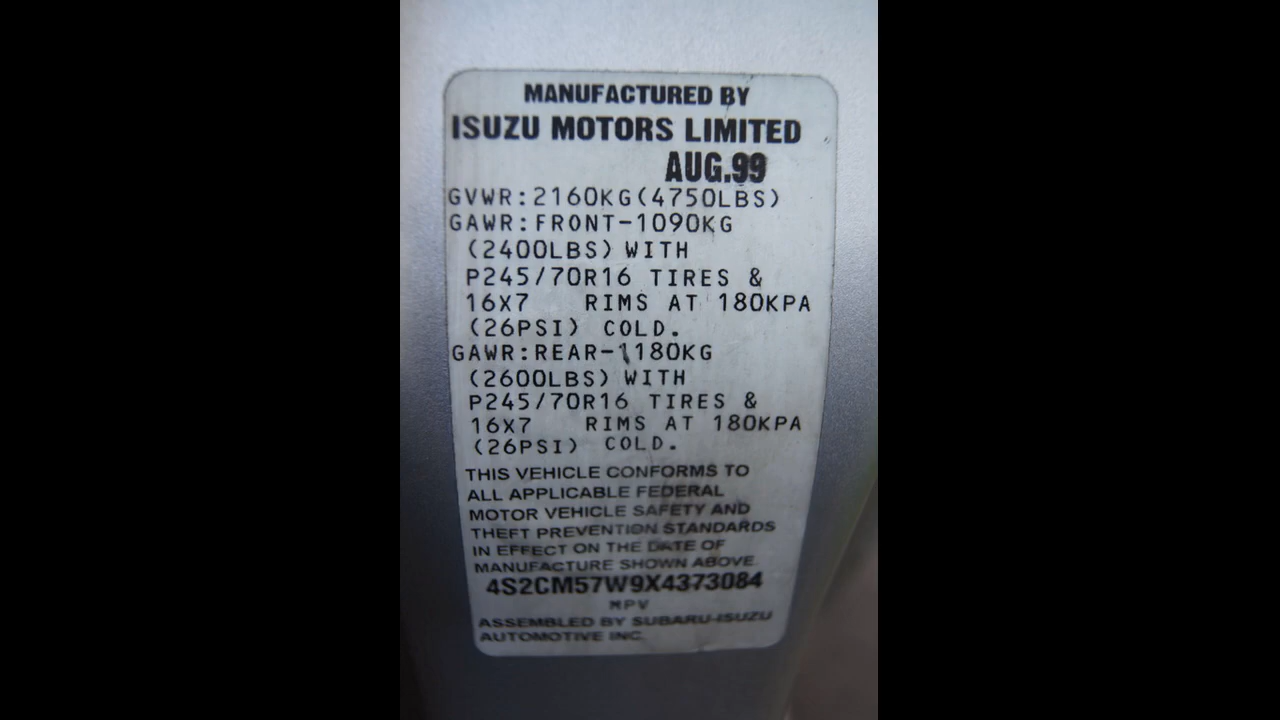 MANUFACTURED BY
ISUZU MOTORS LIMITED
AUG.99
GVWR:2160KG(4750LBS)
GAWR:FRONT-1090KG
(2400LBS) WITH
P245/70R16 TIRES &
16X7 RIMS AT 180KPA
(26PSI) COLD.
GAWR:REAR-1180KG
(2600LBS) WITH
P245/70R16 TIRES &
16X7 RIMS AT 180KPA
(26PSI) COLD.
THIS VEHICLE CONFORMS TO
ALL APPLICABLE FEDERAL
MOTOR VEHICLE SAFETY AND
THEFT PREVENTION STANDARDS
IN EFFECT ON THE DATE OF
MANUFACTURE SHOWN ABOVE.
4S2CM57W9X4373084
MPV
ASSEMBLED BY SUBARU-ISUZU
AUTOMOTIVE INC.